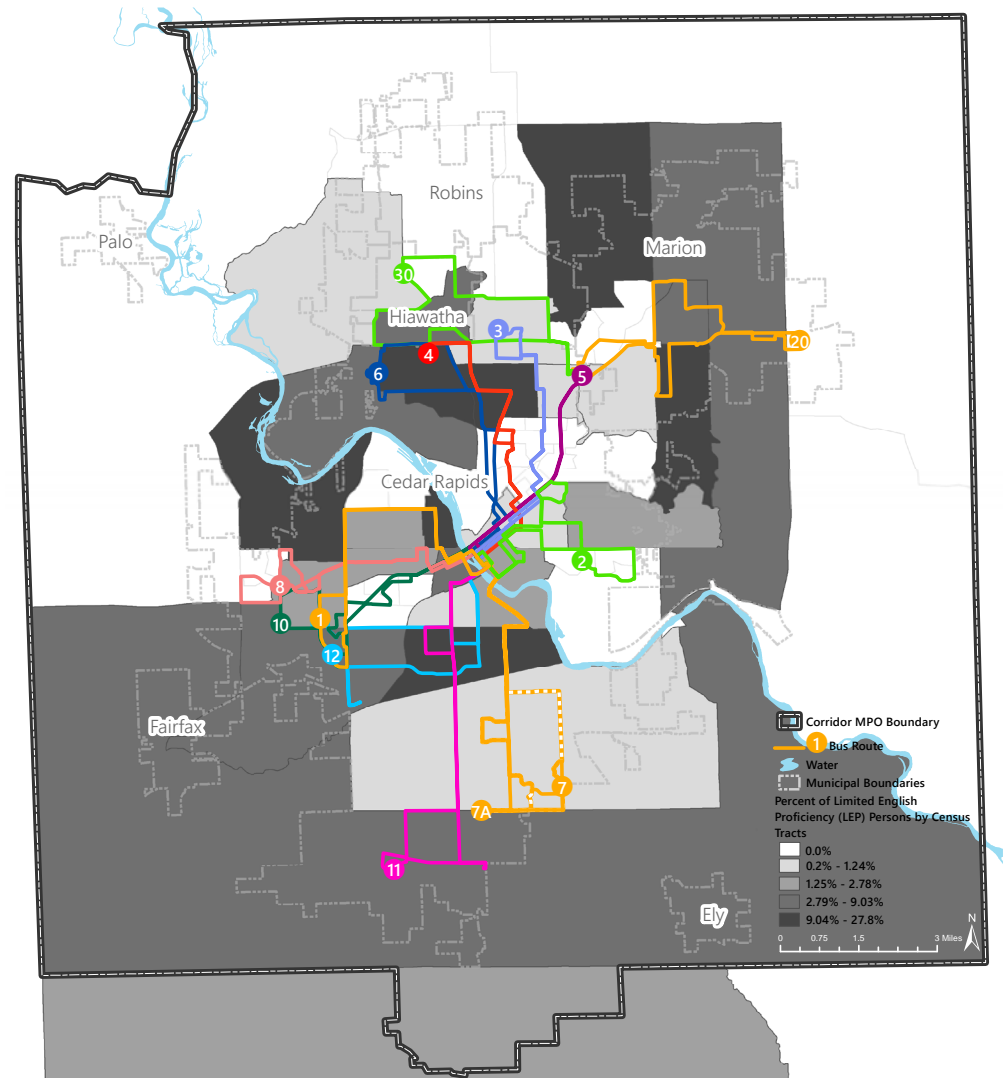 Robins
Palo
Marion
30
Hiawatha
3
20
4
5
6
Cedar Rapids
2
8
1
10
12
Fairfax
7
7A
11
Ely
Corridor MPO Boundary
1 Bus Route
Water
Municipal Boundaries
Percent of Limited English
Proficiency (LEP) Persons by Census
Tracts
0.0%
0.2% - 1.24%
1.25% - 2.78%
2.79% - 9.03%
9.04% - 27.8%
N
0 0.75 1.5 3 Miles